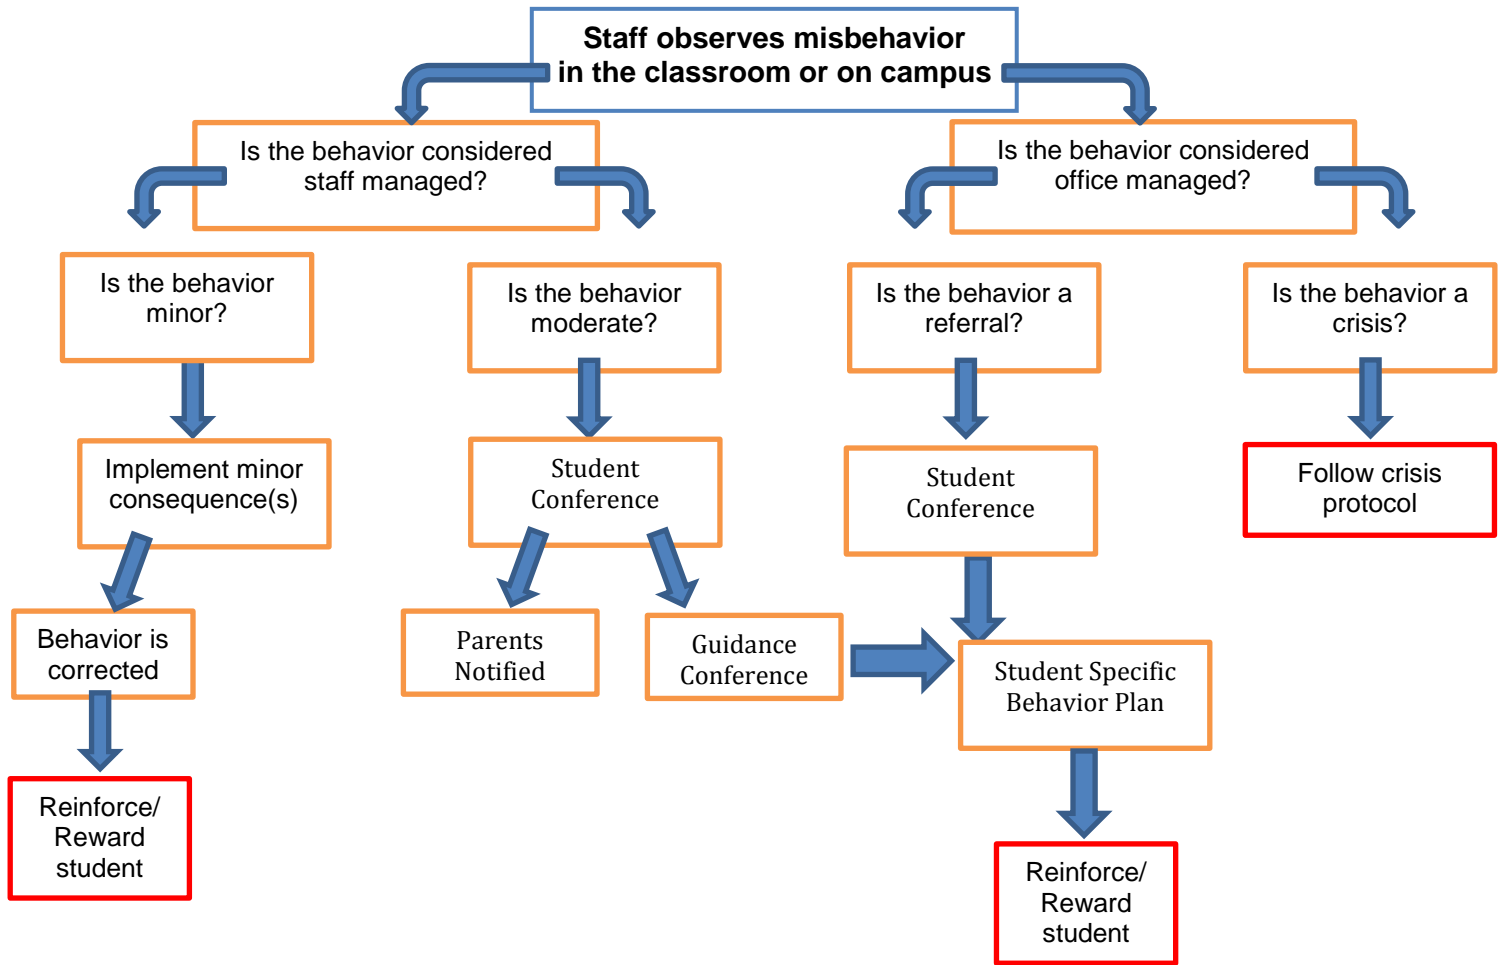 Staff observes misbehavior
in the classroom or on campus
Is the behavior considered
staff managed?
Is the behavior considered
office managed?
Is the behavior
minor?
Is the behavior
moderate?
Is the behavior a
referral?
Is the behavior a
crisis?
Implement minor
consequence(s)
Student
Conference
Student
Conference
Follow crisis
protocol
Behavior is
corrected
Parents
Notified
Guidance
Conference
Student Specific
Behavior Plan
Reinforce/
Reward
student
Reinforce/
Reward
student